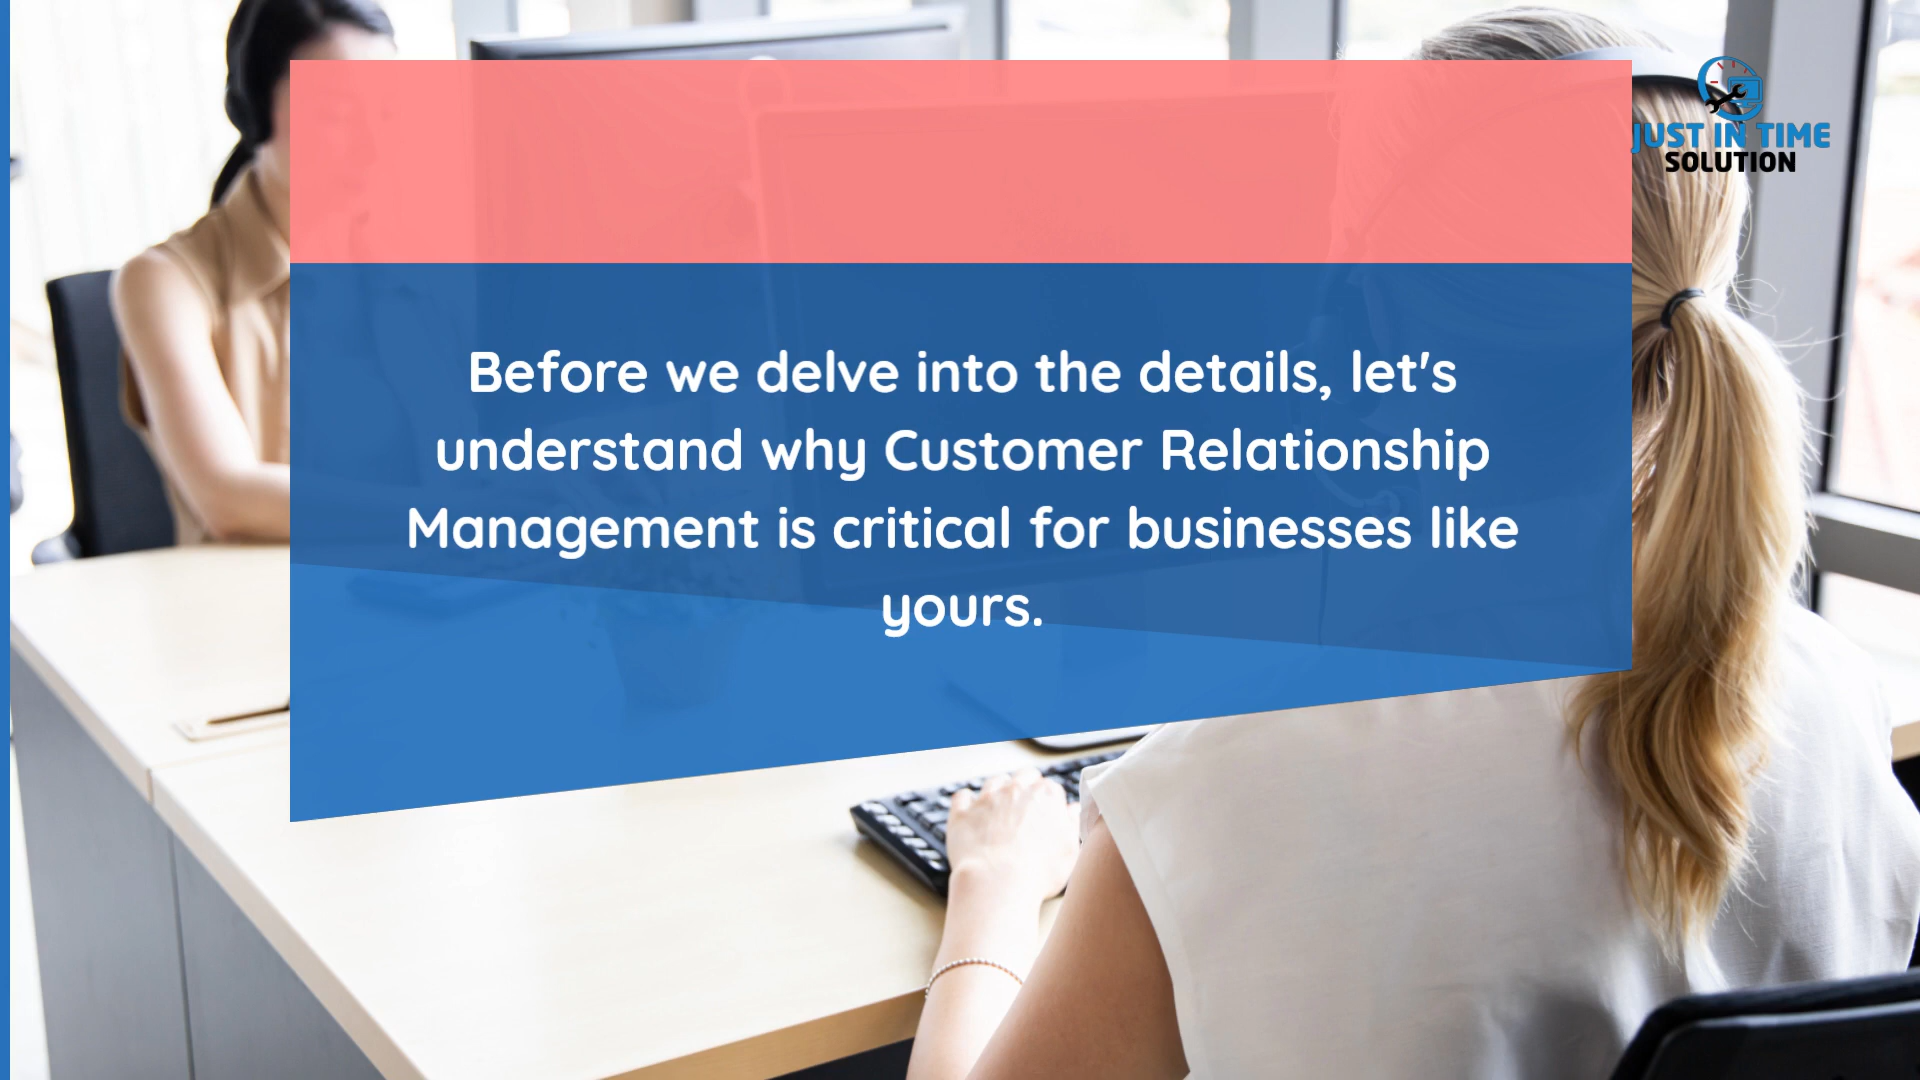 JUST IN TIME
SOLUTION
Before we delve into the details, let's
understand why Customer Relationship
Management is critical for businesses like
yours.